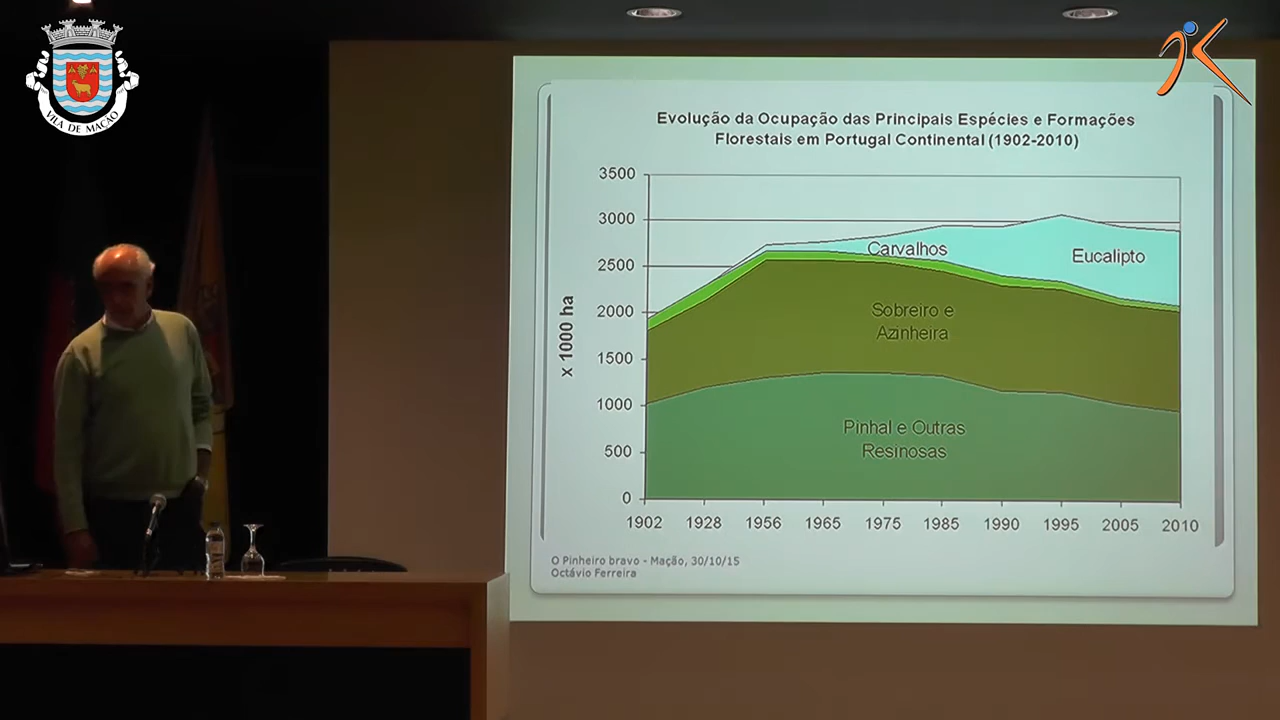 VILA DE MAÇÃO
Evolução da Ocupação das Principais Espécies e Formações
Florestais em Portugal Continental (1902-2010)
x 1000 ha
3500
3000
2500
2000
1500
1000
500
0
Carvalhos
Eucalipto
Sobreiro e
Azinheira
Pinhal e Outras
Resinosas
1902 1928 1956 1965 1975 1985 1990 1995 2005 2010
O Pinheiro bravo - Mação, 30/10/15
Octávio Ferreira